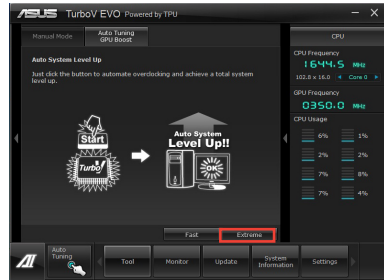 ASUS TurboV EVO Powered by TPU
Manual Mode
Auto Tuning
GPU Boost
CPU
Auto System Level Up
Just click the button to automate overclocking and achieve a total system
level up.
Start
Turbo
Auto System
Level Up!!
OK
Fast
Extreme
CPU Frequency
1644.5 MHz
102.8 x 16.0
Core 0
GPU Frequency
0350.0 MHz
CPU Usage
6% 1%
2% 2%
7% 8%
7% 4%
Auto
Tuning
Tool
Monitor
Update
System
Information
Settings